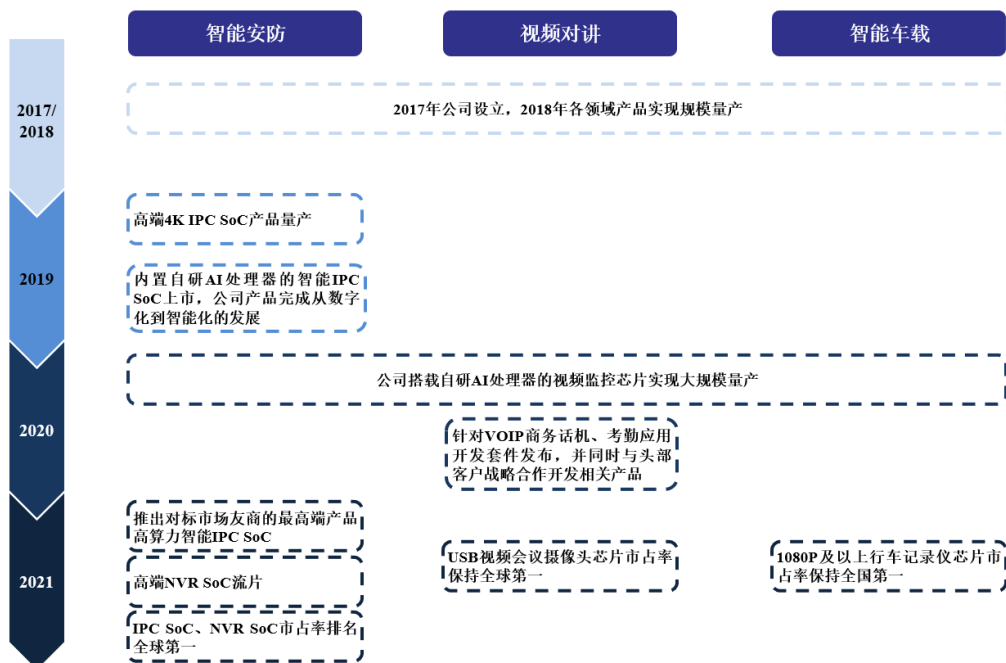 智能安防
视频对讲
智能车载
2017/
2018
2017年公司设立，2018年各领域产品实现规模量产
2019
高端4K IPC SoC产品量产
内置自研AI处理器的智能IPC
SoC上市，公司产品完成从数字
化到智能化的发展
2020
公司搭载自研AI处理器的视频监控芯片实现大规模量产
针对VOIP商务话机、考勤应用
开发套件发布，并同时与头部
客户战略合作开发相关产品
2021
推出对标市场友商的最高端产品
高算力智能IPC SoC
高端NVR SoC流片
IPC SoC、NVR SoC市占率排名
全球第一
USB视频会议摄像头芯片市占率
保持全球第一
1080P及以上行车记录仪芯片市
占率保持全国第一